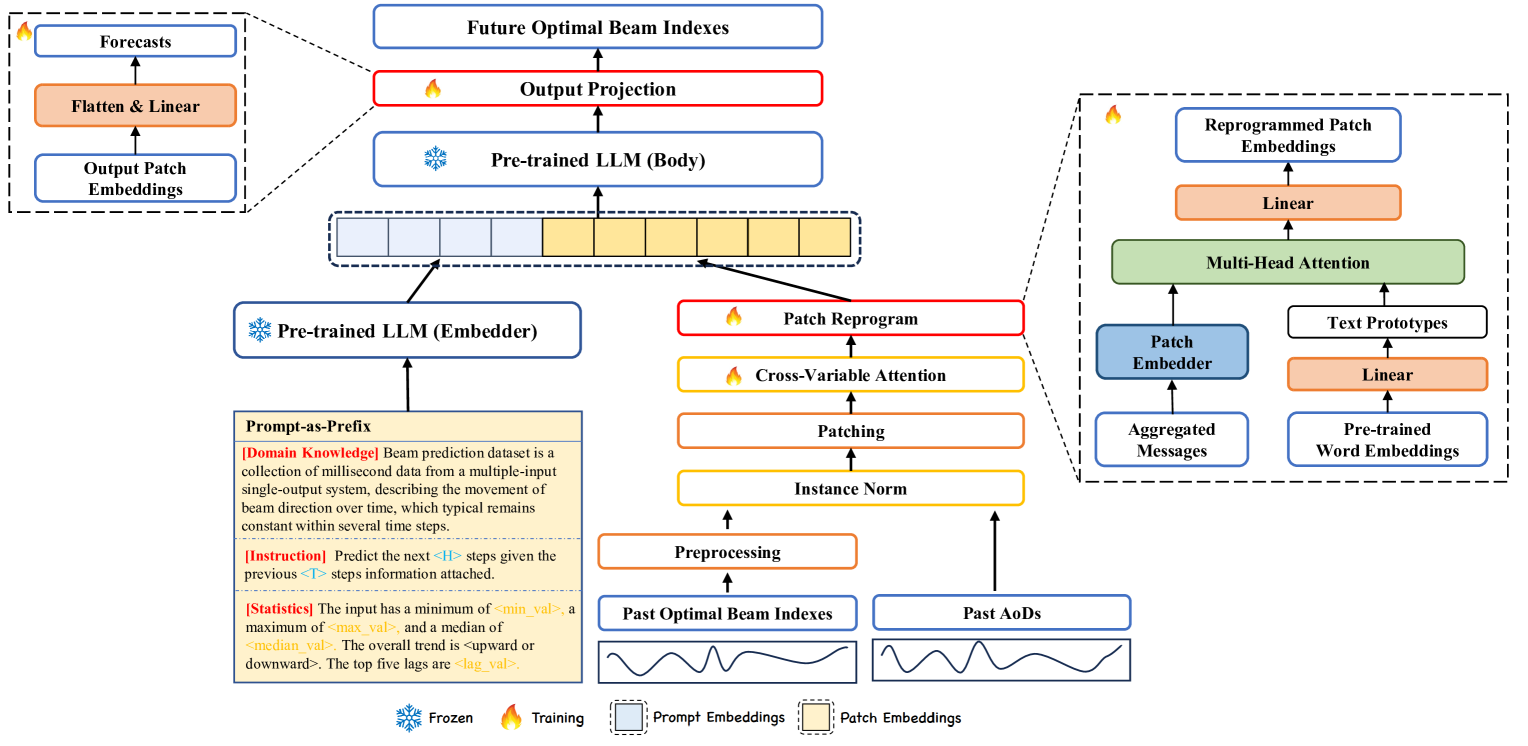 Forecasts
Flatten & Linear
Output Patch
Embeddings
Future Optimal Beam Indexes
Output Projection
Pre-trained LLM (Body)
Pre-trained LLM (Embedder)
Prompt-as-Prefix
[Domain Knowledge] Beam prediction dataset is a
collection of millisecond data from a multiple-input
single-output system, describing the movement of
beam direction over time, which typical remains
constant within several time steps.
[Instruction] Predict the next <H> steps given the
previous <T> steps information attached.
[Statistics] The input has a minimum of <min_val>, a
maximum of <max_val>, and a median of
<median_val>. The overall trend is <upward or
downward>. The top five lags are <lag_val>.
Patch Reprogram
Cross-Variable Attention
Patching
Instance Norm
Preprocessing
Past Optimal Beam Indexes
Past AoDs
Reprogrammed Patch
Embeddings
Linear
Multi-Head Attention
Patch
Embedder
Text Prototypes
Linear
Aggregated
Messages
Pre-trained
Word Embeddings
Frozen
Training
Prompt Embeddings
Patch Embeddings